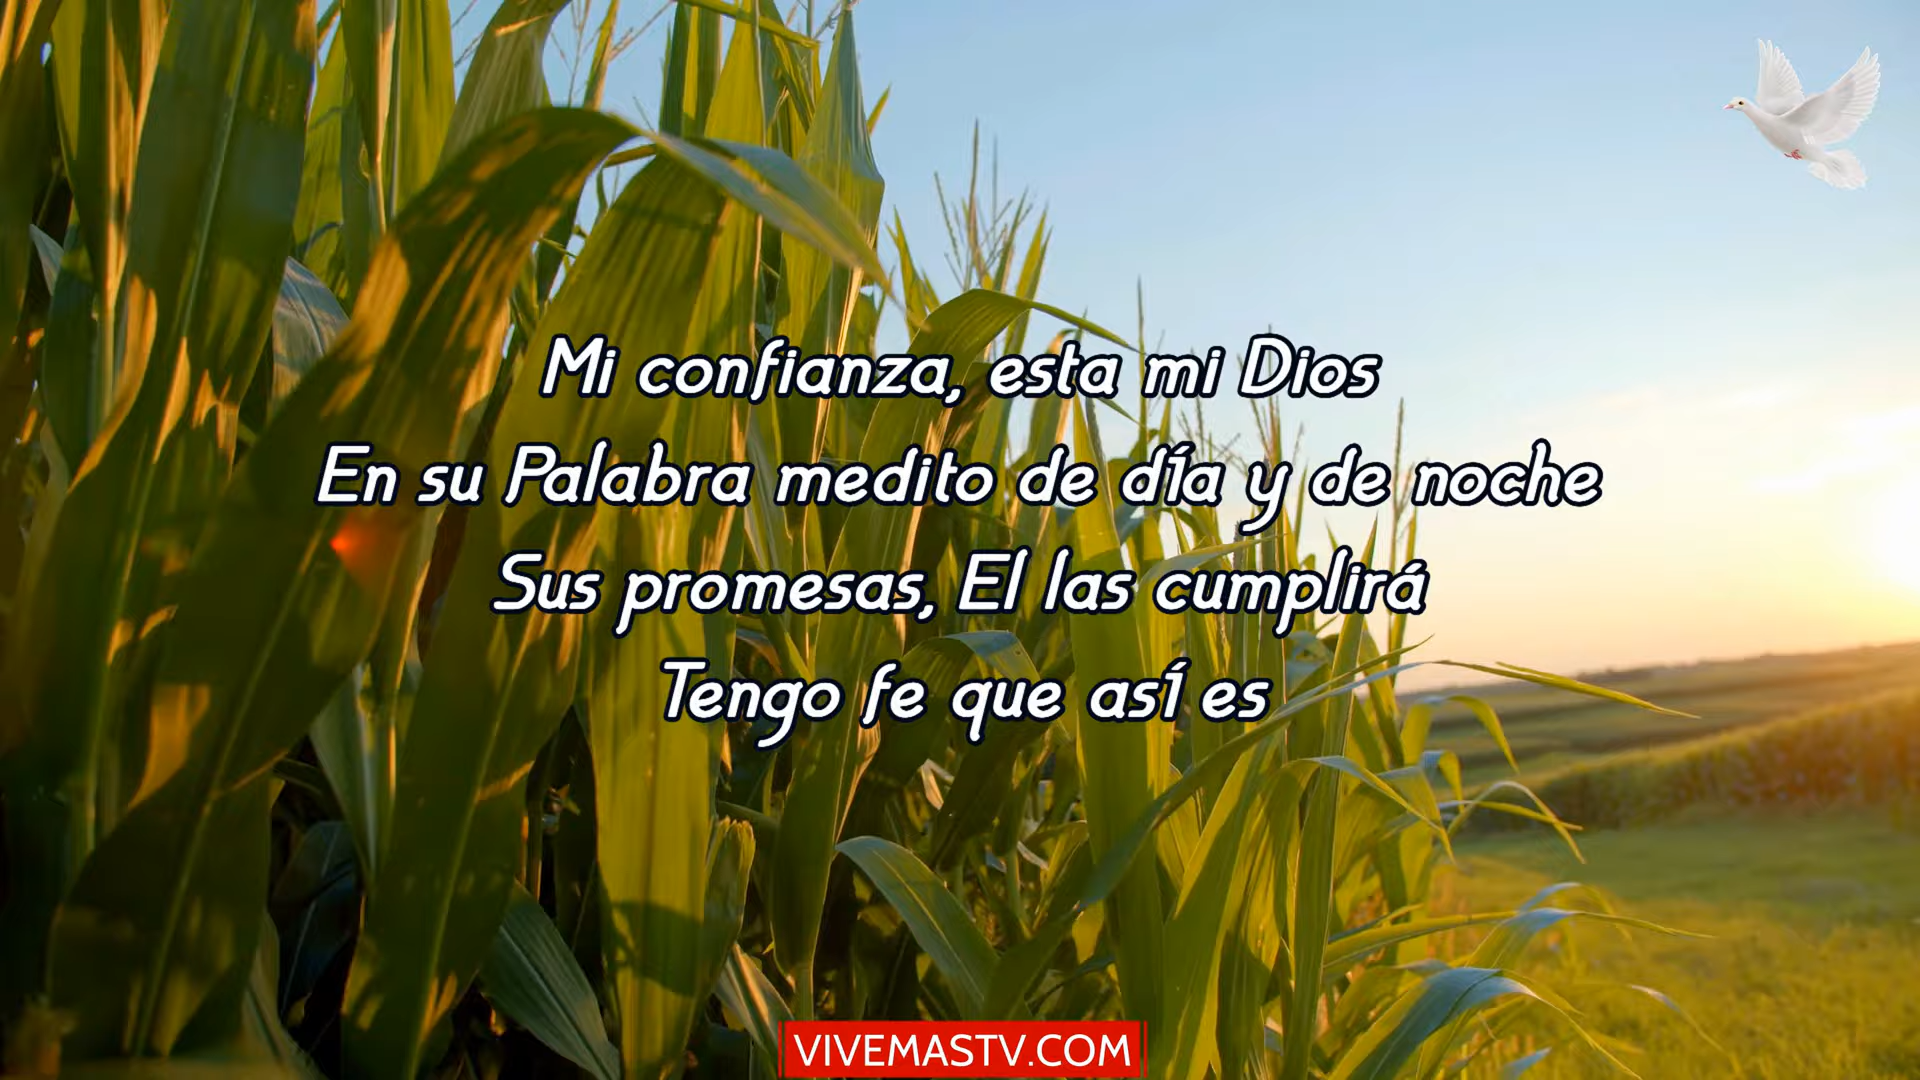 Mi confianza, esta mi Dios
En su Palabra medito de día y de noche
Sus promesas, El las cumplirá
Tengo fe que así es
VIVEMASTV.COM